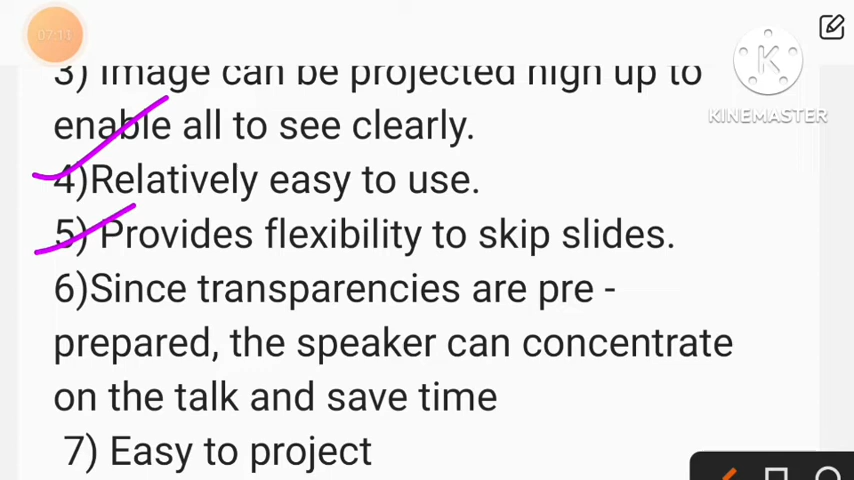 07:11
3) Image can be projected high up to
KINEMASTER
enable all to see clearly.
4)Relatively easy to use.
5) Provides flexibility to skip slides.
6)Since transparencies are pre -
prepared, the speaker can concentrate
on the talk and save time
7) Easy to project